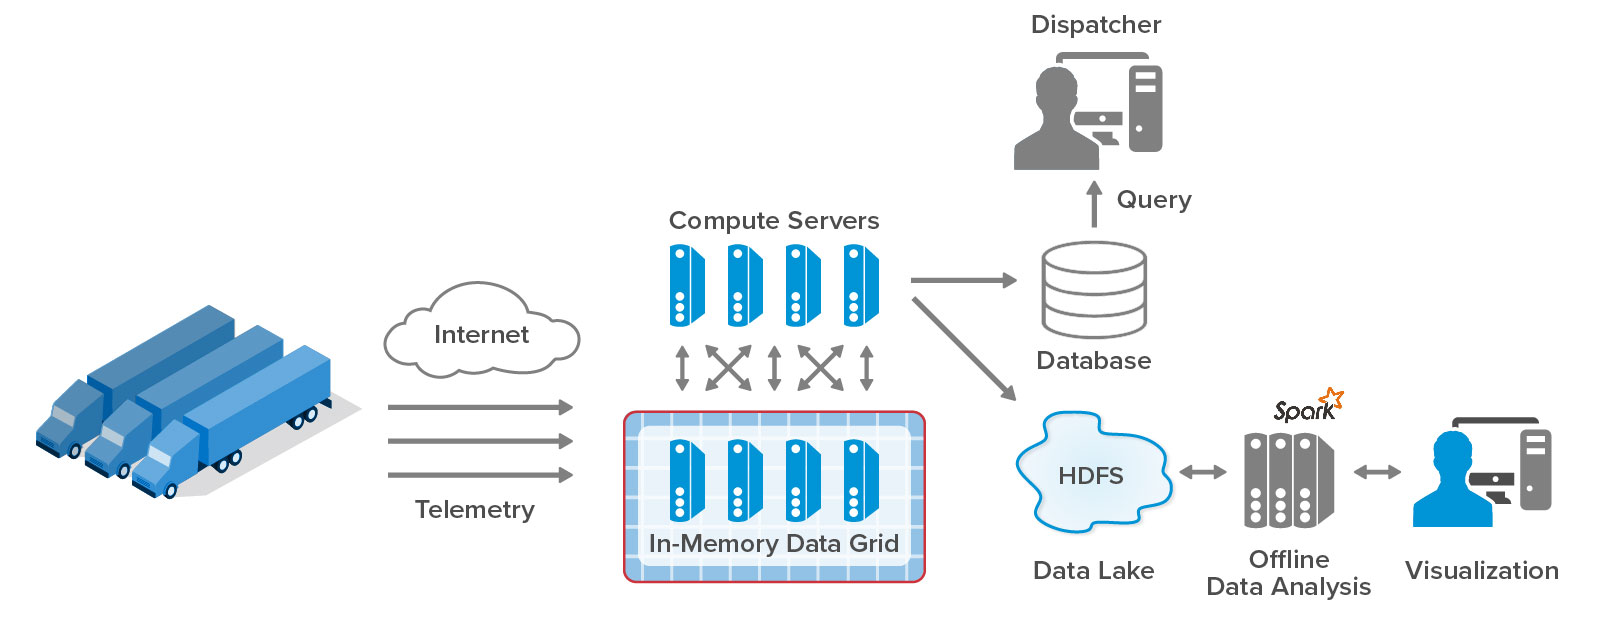 Dispatcher
Query
Compute Servers
Internet
Database
Spark
HDFS
Telemetry
In-Memory Data Grid
Data Lake
Offline
Data Analysis
Visualization